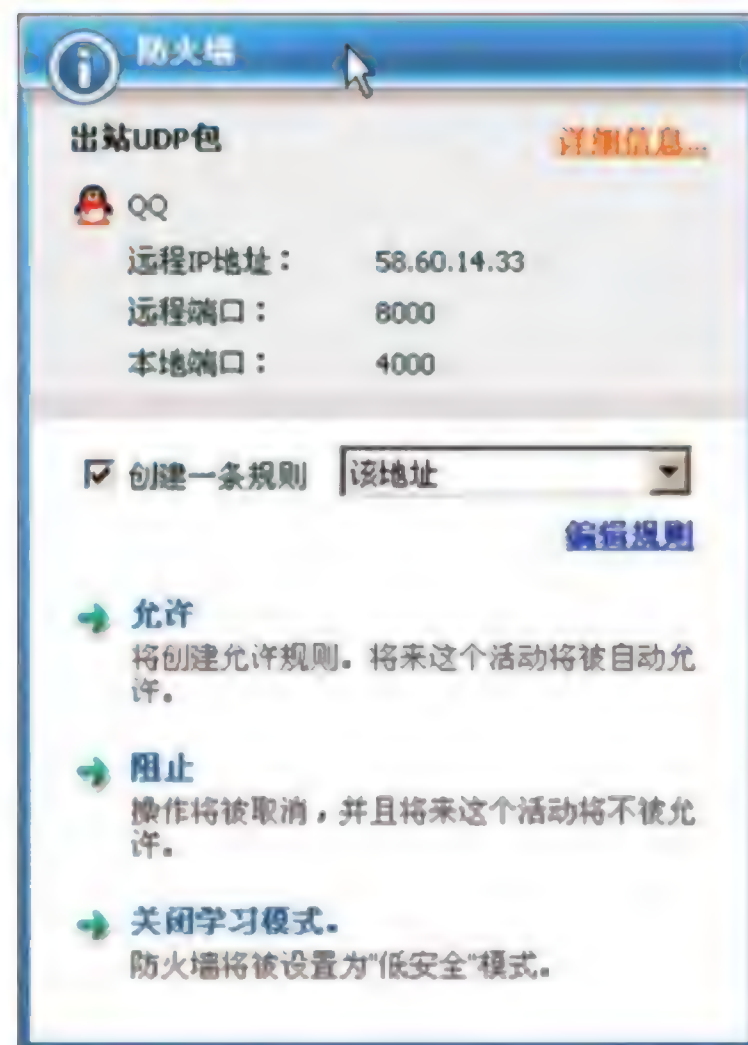 防火墙
出站UDP包 详细信息...
QQ
远程IP地址： 58.60.14.33
远程端口： 8000
本地端口： 4000
创建一条规则 该地址
编辑规则
允许
将创建允许规则。将来这个活动将被自动允
许。
阻止
操作将被取消，并且将来这个活动将不被允
许。
关闭学习模式。
防火墙将被设置为"低安全"模式。